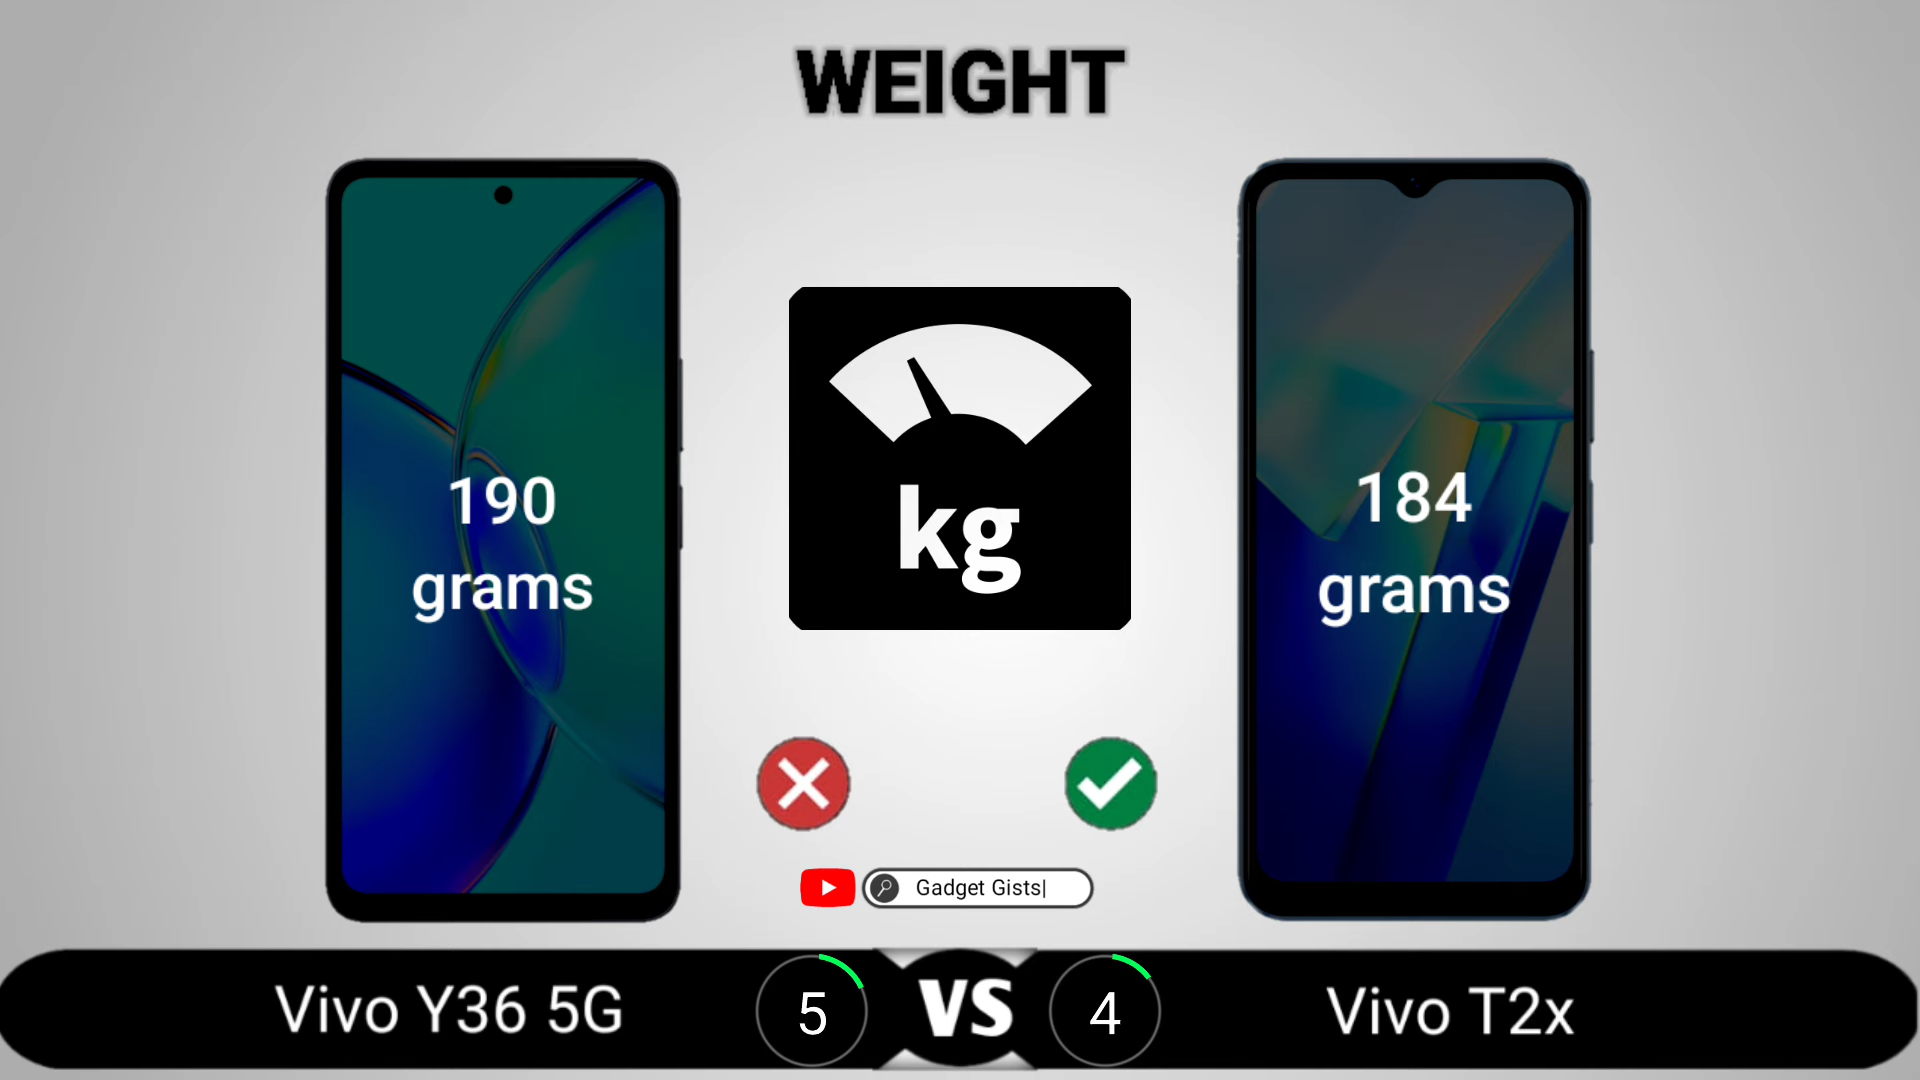 WEIGHT
190
grams
kg
184
grams
Gadget Gists|
Vivo Y36 5G
5
VS
4
Vivo T2x